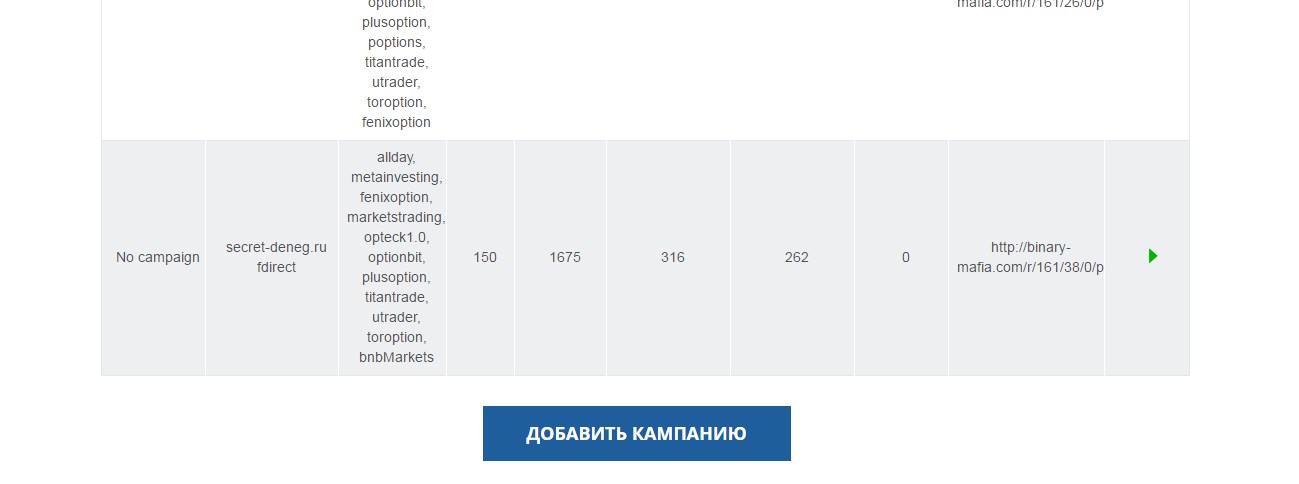 optionbit,
plusoption,
poptions,
titantrade,
utrader,
toroption,
fenixoption
mafia.com/r/161/26/0/p
No campaign
secret-deneg.ru
fdirect
allday,
metainvesting,
fenixoption,
marketstrading,
opteck1.0,
optionbit,
plusoption,
titantrade,
utrader,
toroption,
bnbMarkets
150
1675
316
262
0
http://binary-
mafia.com/r/161/38/0/p
ДОБАВИТЬ КАМПАНИЮ